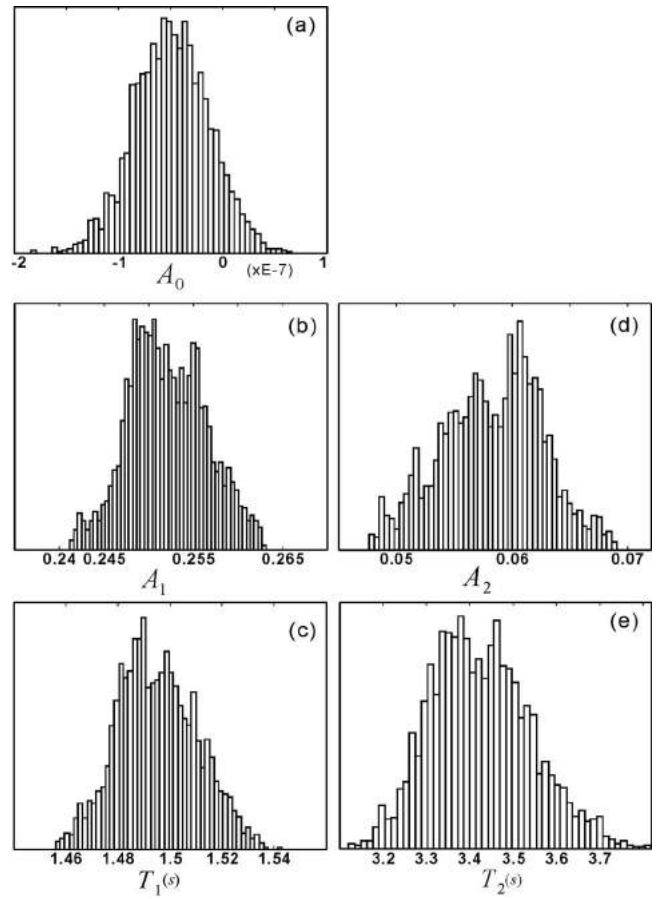 (a)
-2 -1 0 1
A0 (xE-7)
(b)
0.24 0.245 0.255 0.265
A1
(d)
0.05 0.06 0.07
A2
(c)
1.46 1.48 1.5 1.52 1.54
T1(s)
(e)
3.2 3.3 3.4 3.5 3.6 3.7
T2(s)